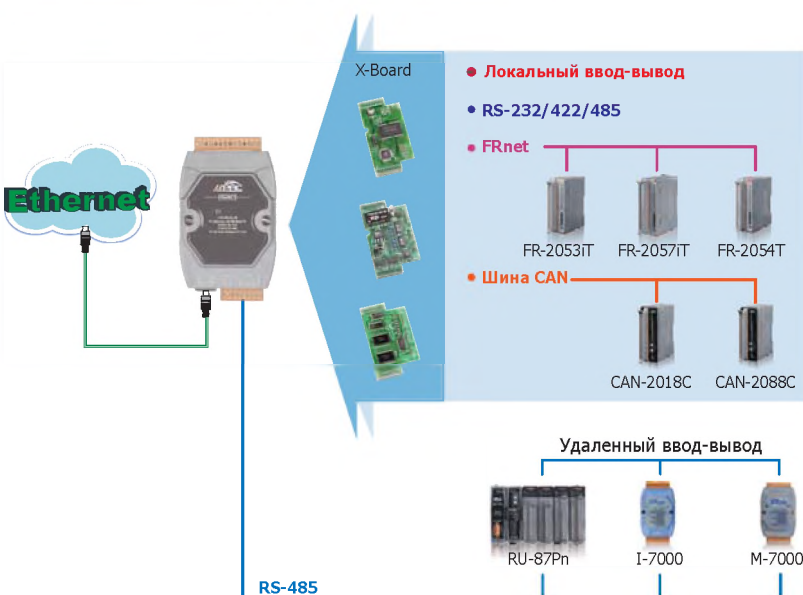 X-Board
• Локальный ввод-вывод
• RS-232/422/485
• FRnet
FR-2053iT FR-2057iT FR-2054T
• Шина CAN
CAN-2018C CAN-2088C
Ethernet
Удаленный ввод-вывод
RU-87Pn I-7000 M-7000
RS-485